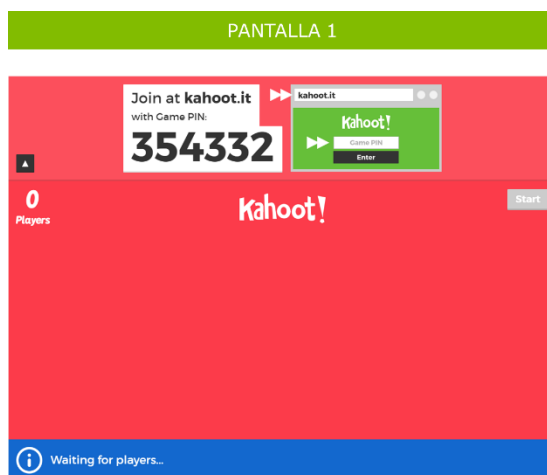 PANTALLA 1
Join at kahoot.it
with Game PIN:
354332
kahoot.it
Kahoot!
Game PIN
Enter
0
Players
Kahoot!
Start
Waiting for players...